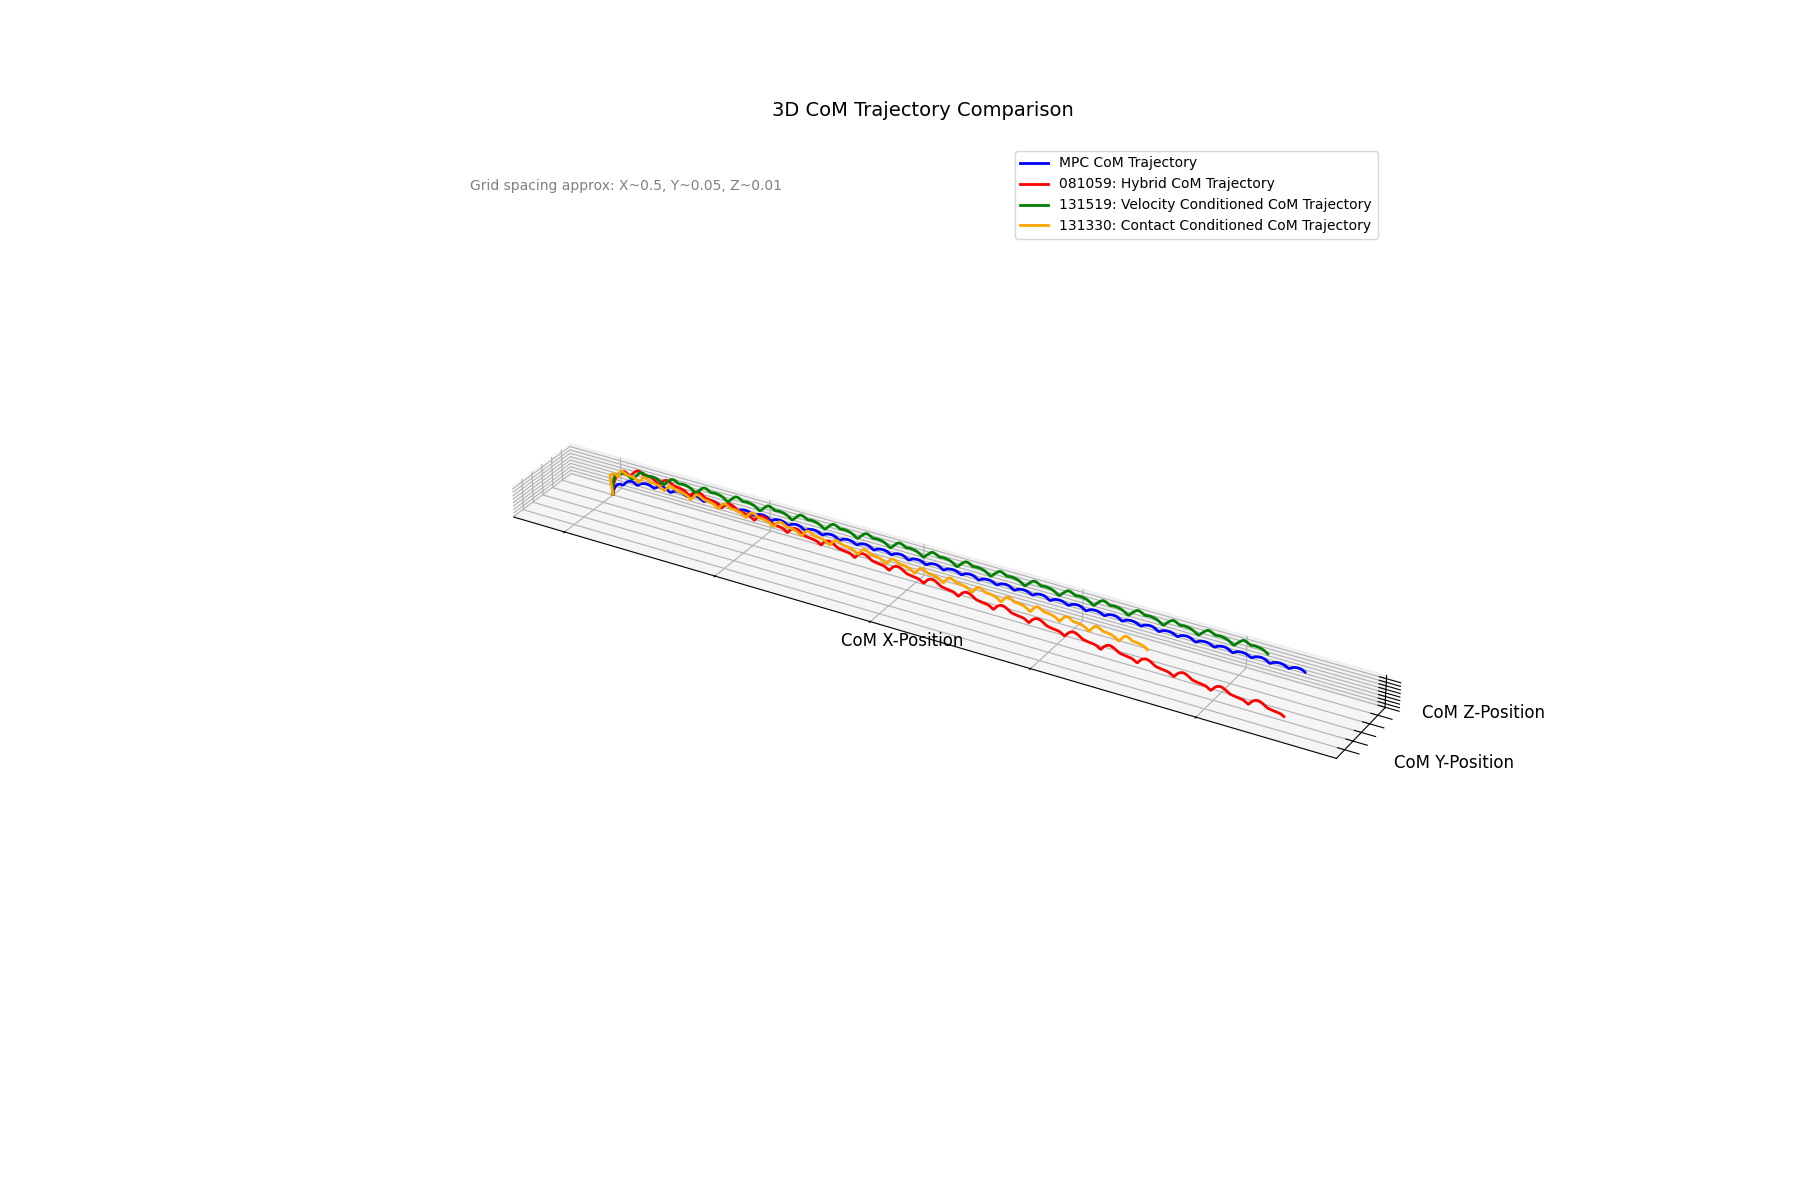 3D CoM Trajectory Comparison
Grid spacing approx: X~0.5, Y~0.05, Z~0.01
MPC CoM Trajectory
081059: Hybrid CoM Trajectory
131519: Velocity Conditioned CoM Trajectory
131330: Contact Conditioned CoM Trajectory
CoM X-Position
CoM Z-Position
CoM Y-Position